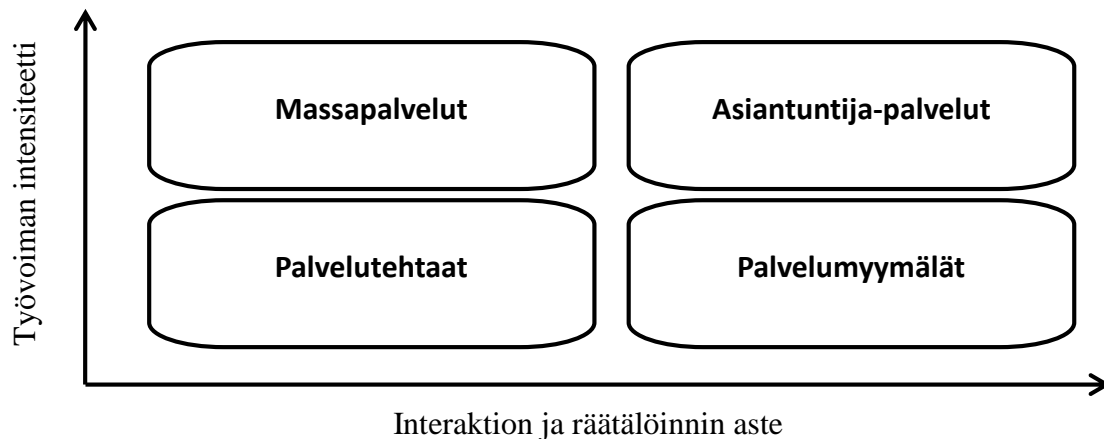 Työvoiman intensiteetti
Massapalvelut
Asiantuntija-palvelut
Palvelutehtaat
Palvelumyymälät
Interaktion ja räätälöinnin aste